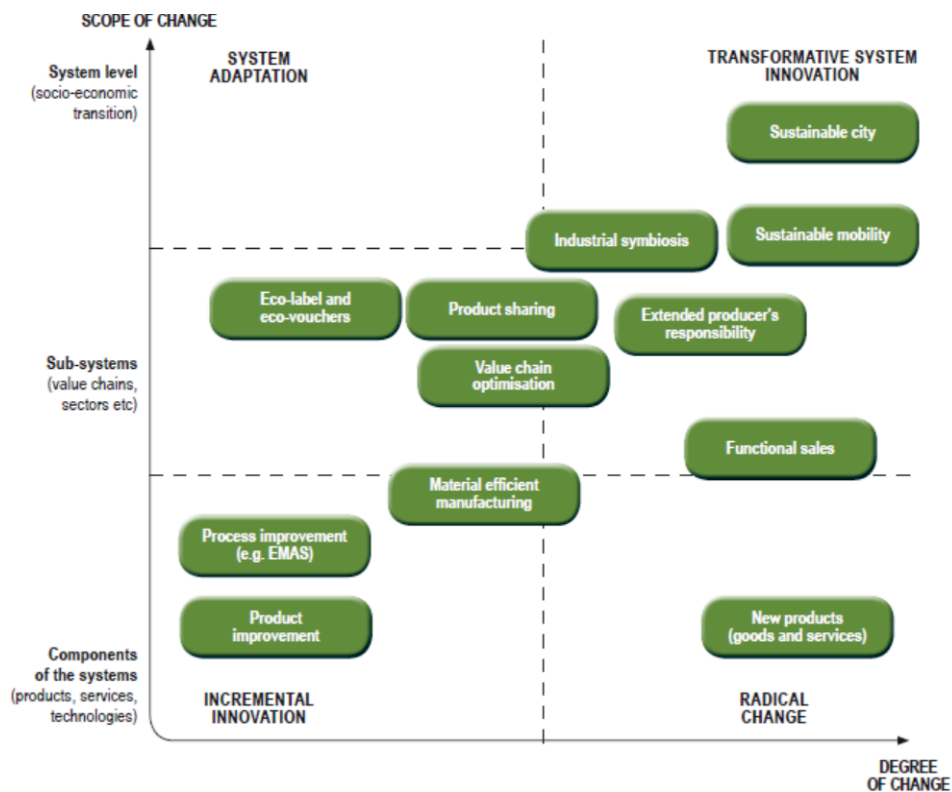 SCOPE OF CHANGE
System level
(socio-economic
transition)
SYSTEM
ADAPTATION
TRANSFORMATIVE SYSTEM
INNOVATION
Sustainable city
Industrial symbiosis
Sustainable mobility
Eco-label and
eco-vouchers
Product sharing
Extended producer's
responsibility
Sub-systems
(value chains,
sectors etc)
Value chain
optimisation
Functional sales
Material efficient
manufacturing
Process improvement
(e.g. EMAS)
Product
improvement
New products
(goods and services)
Components
of the systems
(products, services,
technologies)
INCREMENTAL
INNOVATION
RADICAL
CHANGE
DEGREE
OF CHANGE